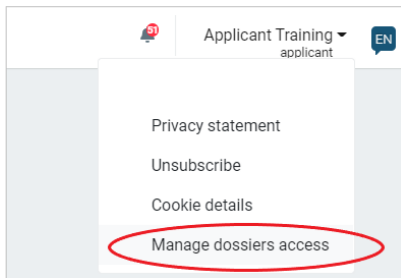 51
Applicant Training
applicant
EN
Privacy statement
Unsubscribe
Cookie details
Manage dossiers access